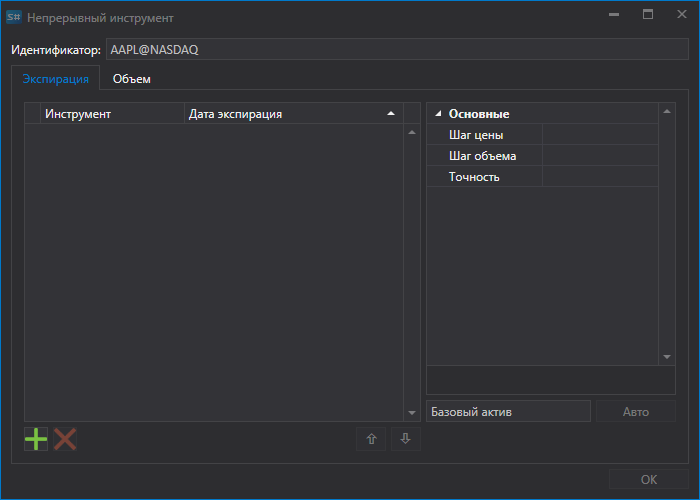 S# Непрерывный инструмент
Идентификатор: AAPL@NASDAQ
Экспирация Объем
Инструмент Дата экспирации
Основные
Шаг цены
Шаг объема
Точность
Базовый актив Авто
OK